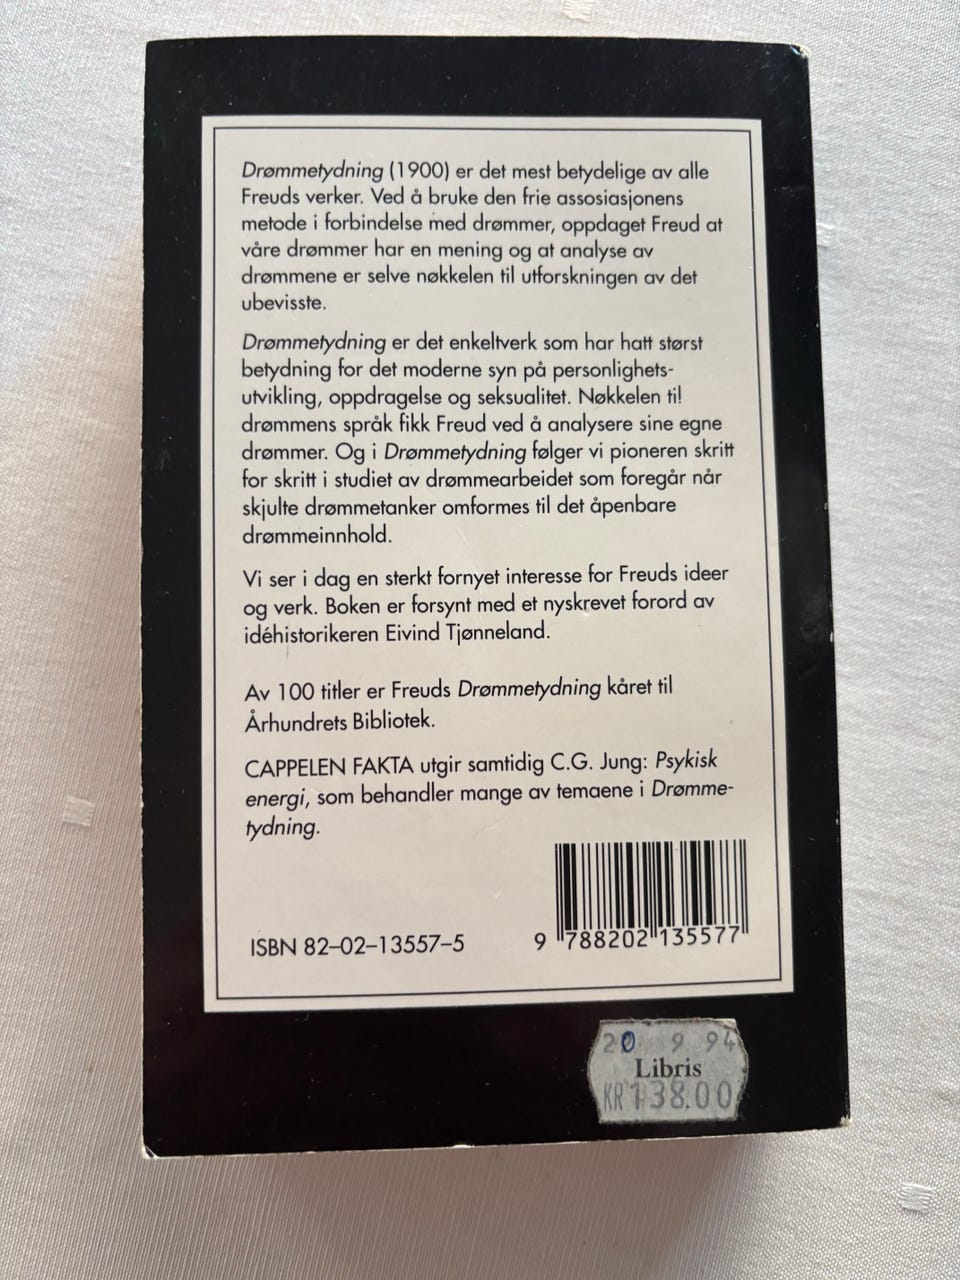 Drømmetydning (1900) er det mest betydelige av alle
Freuds verker. Ved å bruke den frie assosiasjonens
metode i forbindelse med drømmer, oppdaget Freud at
våre drømmer har en mening og at analyse av
drømmene er selve nøkkelen til utforskningen av det
ubevisste.
Drømmetydning er det enkeltverk som har hatt størst
betydning for det moderne syn på personlighets-
utvikling, oppdragelse og seksualitet. Nøkkelen til
drømmens språk fikk Freud ved å analysere sine egne
drømmer. Og i Drømmetydning følger vi pioneren skritt
for skritt i studiet av drømmearbeidet som foregår når
skjulte drømmetanker omformes til det åpenbare
drømmeinnhold.
Vi ser i dag en sterkt fornyet interesse for Freuds ideer
og verk. Boken er forsynt med et nyskrevet forord av
idéhistorikeren Eivind Tjønneland.
Av 100 titler er Freuds Drømmetydning kåret til
Århundrets Bibliotek.
CAPPELEN FAKTA utgir samtidig C.G. Jung: Psykisk
energi, som behandler mange av temaene i Drømme-
tydning.
ISBN 82–02–13557–5
9 788202 135577
20 9 94
Libris
KR 138.00